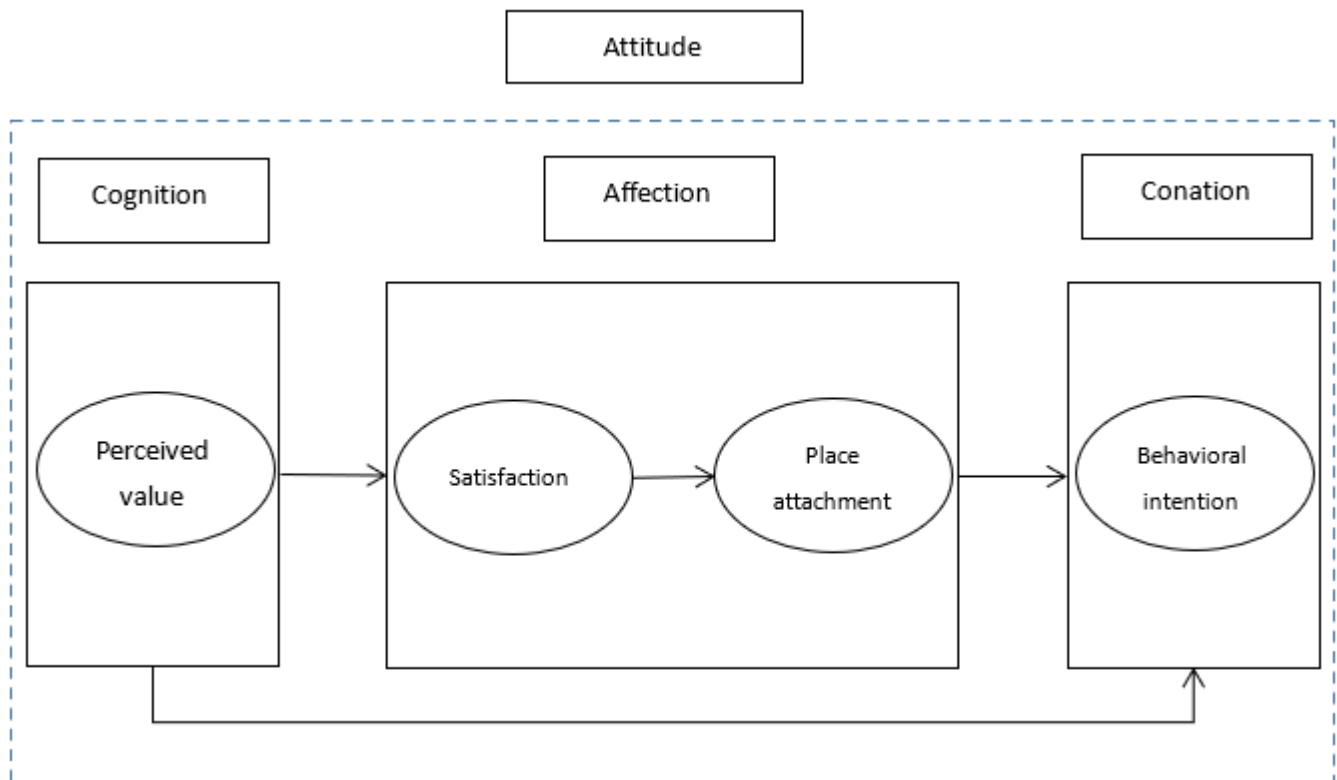 Attitude
Cognition
Affection
Conation
Perceived
value
Satisfaction
Place
attachment
Behavioral
intention